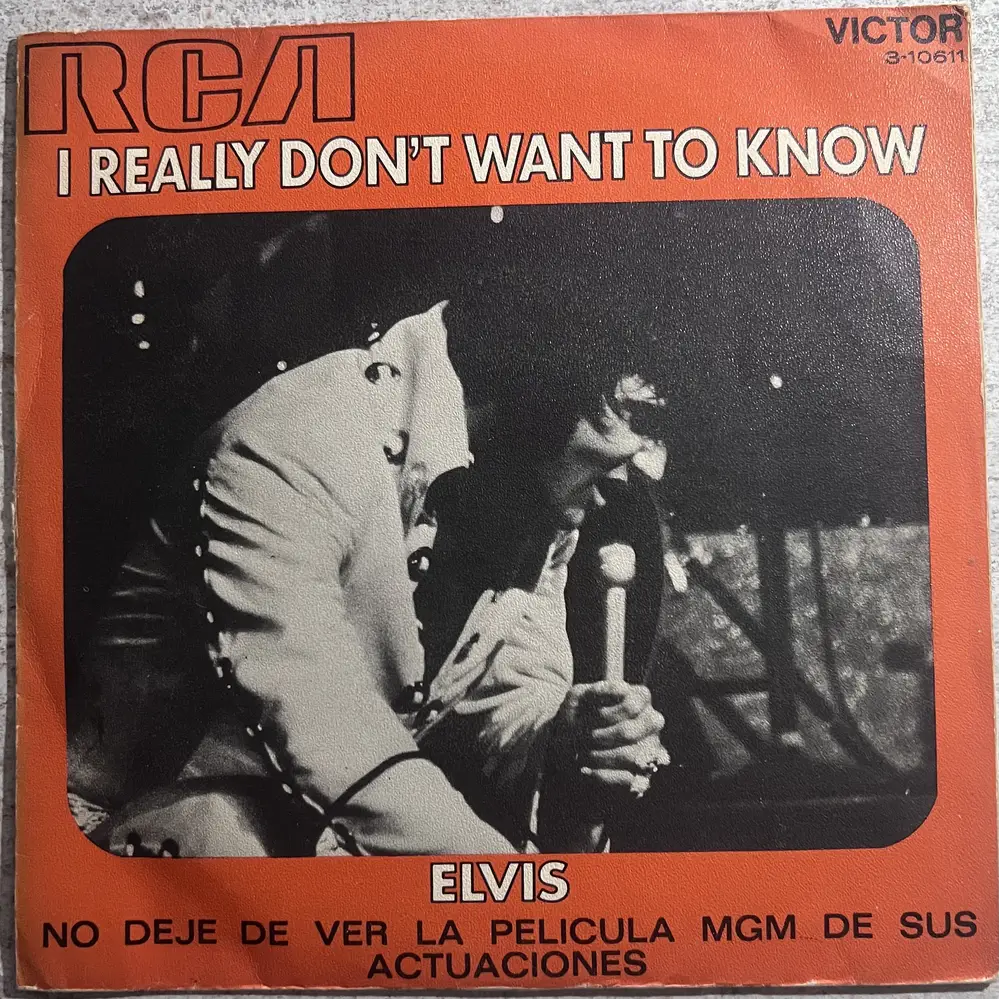 RCA
VICTOR
3-10611
I REALLY DON'T WANT TO KNOW
ELVIS
NO DEJE DE VER LA PELICULA MGM DE SUS
ACTUACIONES